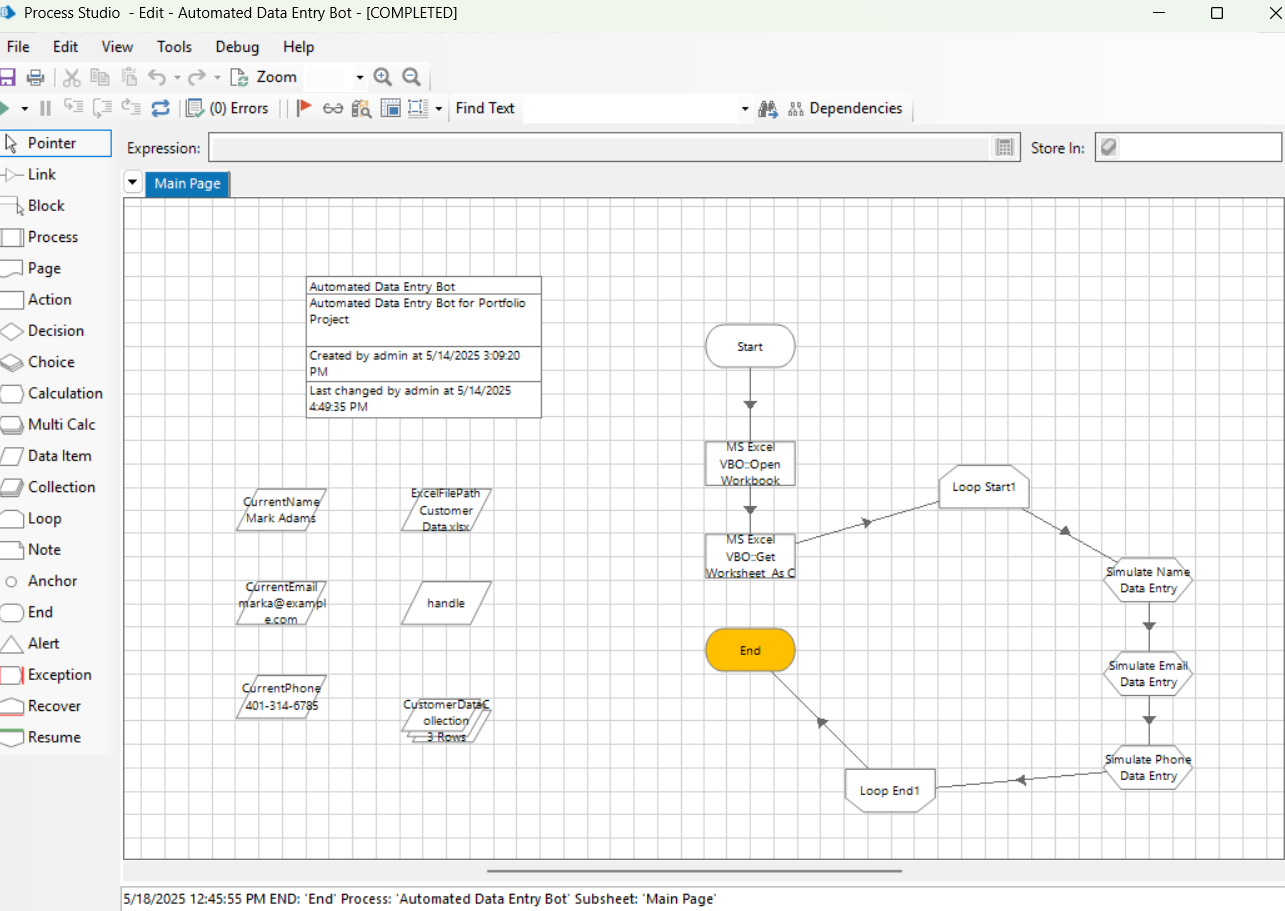 Process Studio - Edit - Automated Data Entry Bot - [COMPLETED]
File Edit View Tools Debug Help
Zoom
(0) Errors Find Text Dependencies
Pointer
Link
Block
Process
Page
Action
Decision
Choice
Calculation
Multi Calc
Data Item
Collection
Loop
Note
Anchor
End
Alert
Exception
Recover
Resume
Expression: Store In:
Main Page
Automated Data Entry Bot
Automated Data Entry Bot for Portfolio
Project
Created by admin at 5/14/2025 3:09:20
PM
Last changed by admin at 5/14/2025
4:49:35 PM
CurrentName
Mark Adams
ExcelFilePath
Customer
Data.xlsx
CurrentEmail
marka@exampl
e.com
handle
CurrentPhone
401-314-6785
CustomerDataC
ollection
3 Rows
Start
MS Excel
VBO::Open
Workbook
MS Excel
VBO::Get
Worksheet As C
Loop Start1
Simulate Name
Data Entry
Simulate Email
Data Entry
Simulate Phone
Data Entry
Loop End1
End
5/18/2025 12:45:55 PM END: 'End' Process: 'Automated Data Entry Bot' Subsheet: 'Main Page'